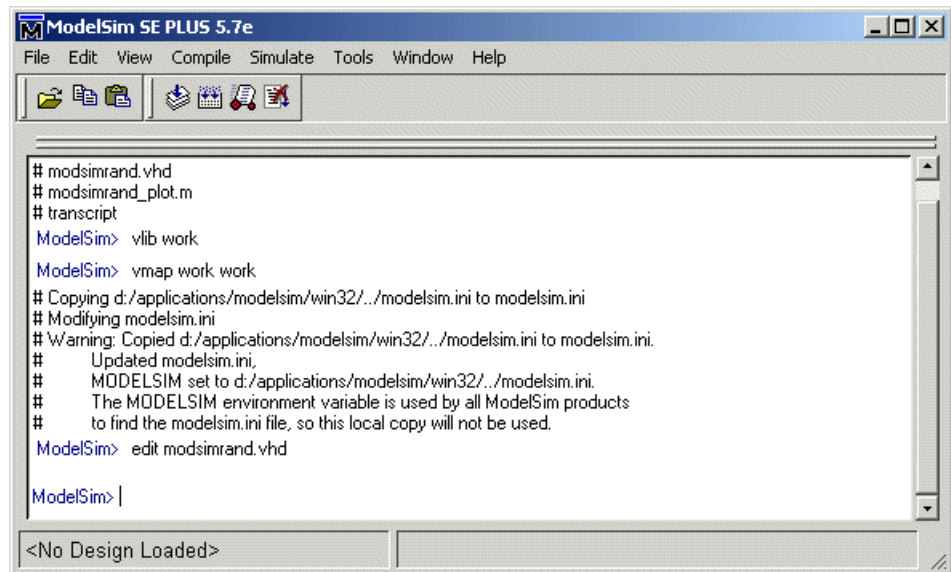 ModelSim SE PLUS 5.7e
File Edit View Compile Simulate Tools Window Help
# modsimrand.vhd
# modsimrand_plot.m
# transcript
ModelSim> vlib work
ModelSim> vmap work work
# Copying d:/applications/modelsim/win32/../modelsim.ini to modelsim.ini
# Modifying modelsim.ini
# Warning: Copied d:/applications/modelsim/win32/../modelsim.ini to modelsim.ini.
# Updated modelsim.ini,
# MODELSIM set to d:/applications/modelsim/win32/../modelsim.ini.
# The MODELSIM environment variable is used by all ModelSim products
# to find the modelsim.ini file, so this local copy will not be used.
ModelSim> edit modsimrand.vhd
ModelSim>
<No Design Loaded>